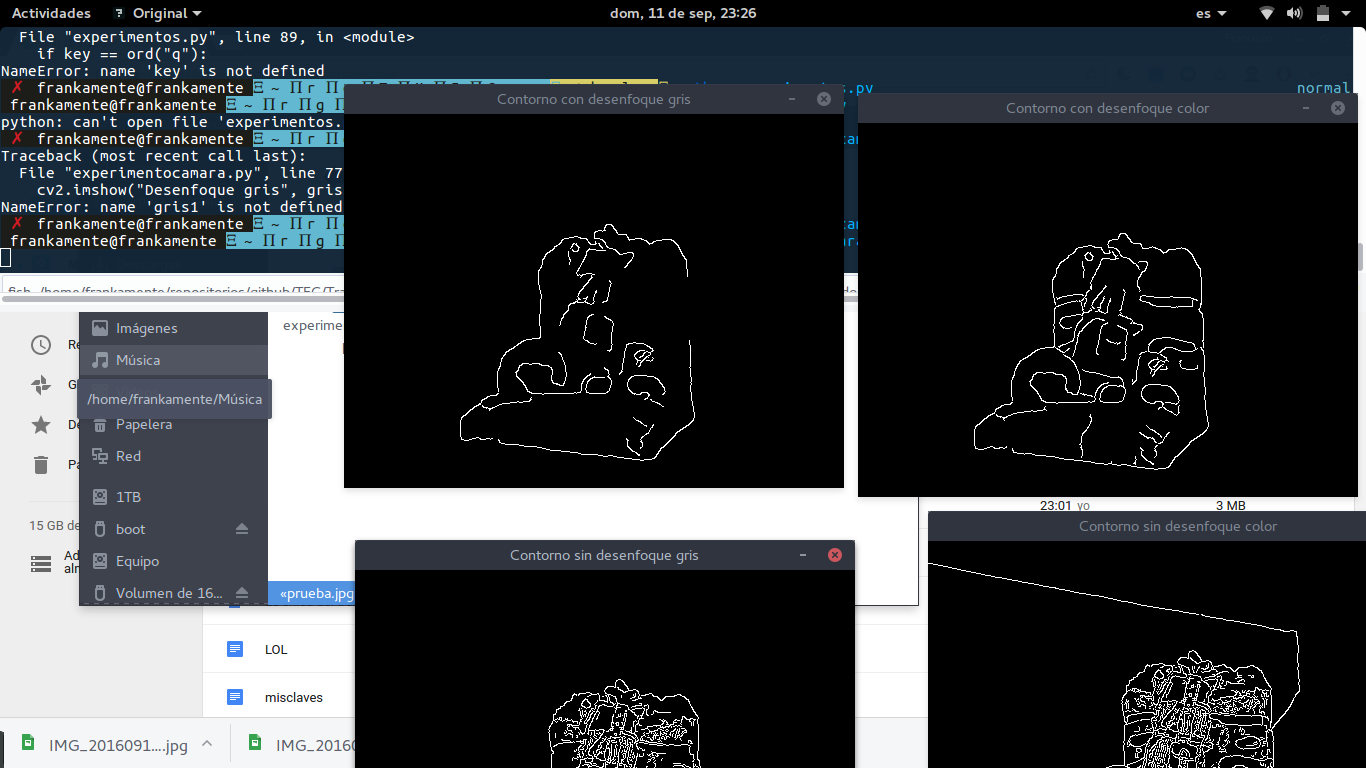 Actividades
Original
dom, 11 de sep, 23:26
es
File "experimentos.py", line 89, in <module>
if key == ord("q"):
NameError: name 'key' is not defined
✗ frankamente@frankamente Ξ ~ Πr
s.py
normal
frankamente@frankamente Ξ ~ Πr Πg
python: can't open file 'experimentos.
✗ frankamente@frankamente Ξ ~ Πr
Traceback (most recent call last):
File "experimentocamara.py", line 77
cv2.imshow("Desenfoque gris", gris
NameError: name 'gris1' is not defined
✗ frankamente@frankamente Ξ ~ Πr
frankamente@frankamente Ξ ~ Πr Πg
Contorno con desenfoque gris
Contorno con desenfoque color
Imágenes
Música
/home/frankamente/Música
Papelera
Red
1TB
boot
Equipo
Volumen de 16...
experime
«prueba.jpg
Re
G
De
Pa
15 GB de
Ad
alm
23:01 yo
3 MB
Contorno sin desenfoque gris
Contorno sin desenfoque color
LOL
misclaves
IMG_2016091....jpg
IMG_20160